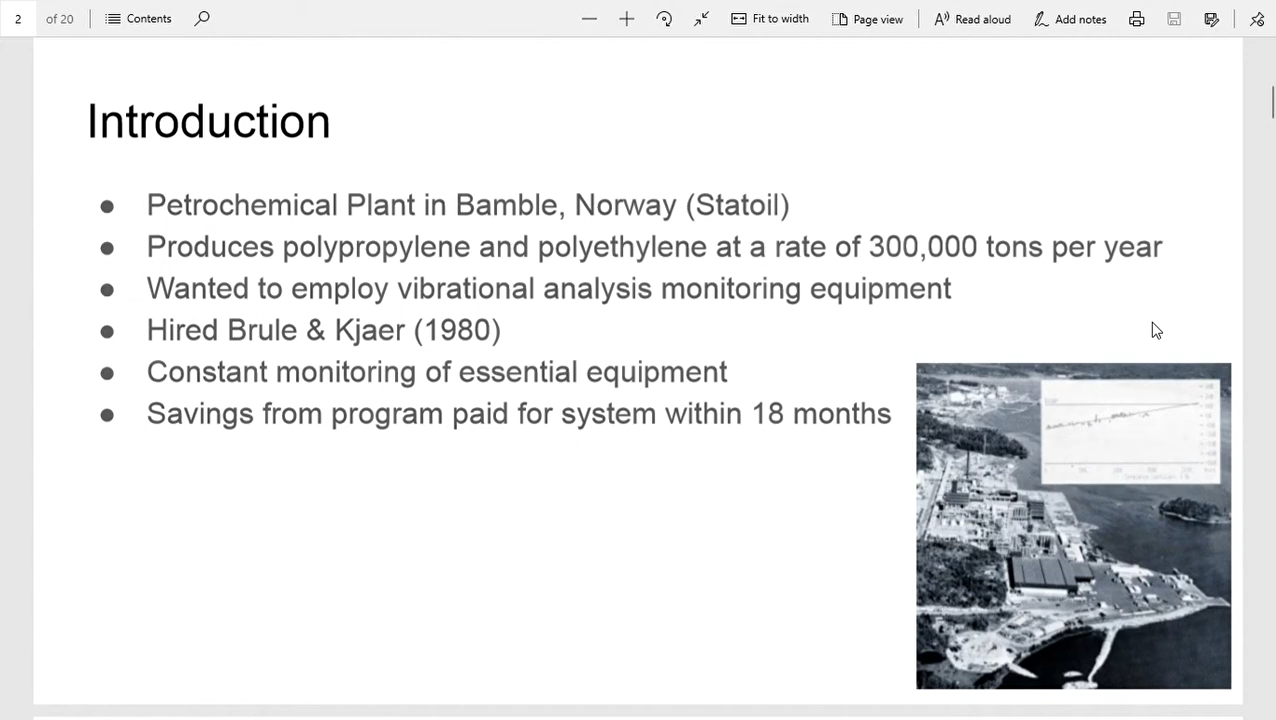 2 of 20 Contents Fit to width Page view Read aloud Add notes
Introduction
● Petrochemical Plant in Bamble, Norway (Statoil)
● Produces polypropylene and polyethylene at a rate of 300,000 tons per year
● Wanted to employ vibrational analysis monitoring equipment
● Hired Brule & Kjaer (1980)
● Constant monitoring of essential equipment
● Savings from program paid for system within 18 months